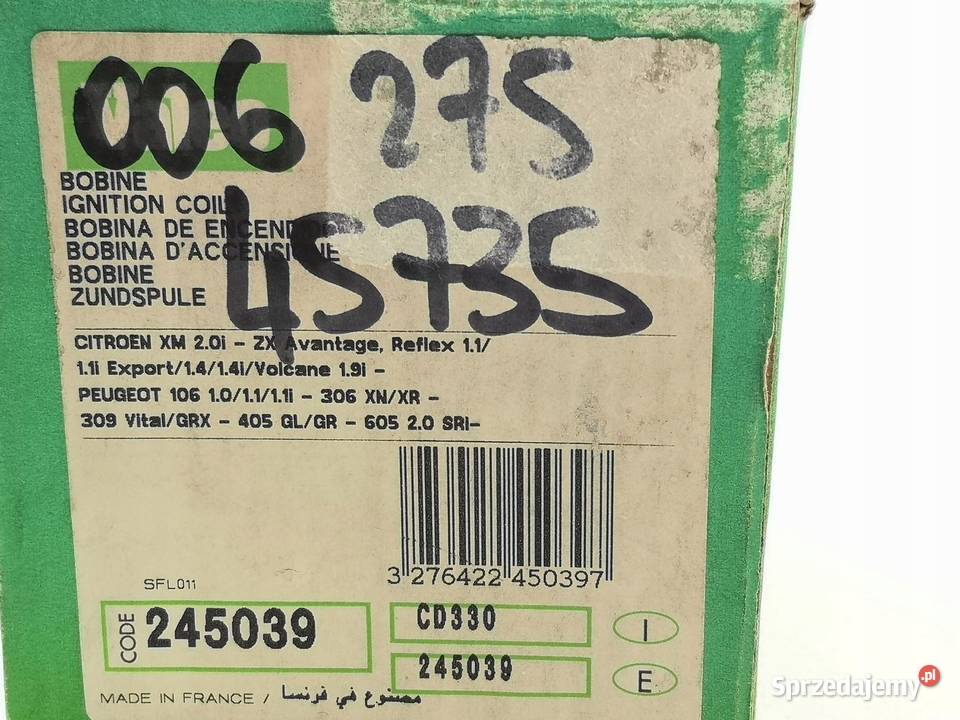 006 275
45735
BOBINE
IGNITION COIL
BOBINA DE ENCENDIDO
BOBINA D'ACCENSIONE
BOBINE
ZUNDSPULE
CITROEN XM 2.0i – ZX Avantage, Reflex 1.1/
1.1i Export/1.4/1.4i/Volcane 1.9i –
PEUGEOT 106 1.0/1.1/1.1i – 306 XN/XR –
309 Vital/GRX – 405 GL/GR – 605 2.0 SRI–
3 276422 450397
SFL011
CODE 245039
CD330 I
245039 E
MADE IN FRANCE / مصنوع في فرنسا
Sprzedajemy.pl